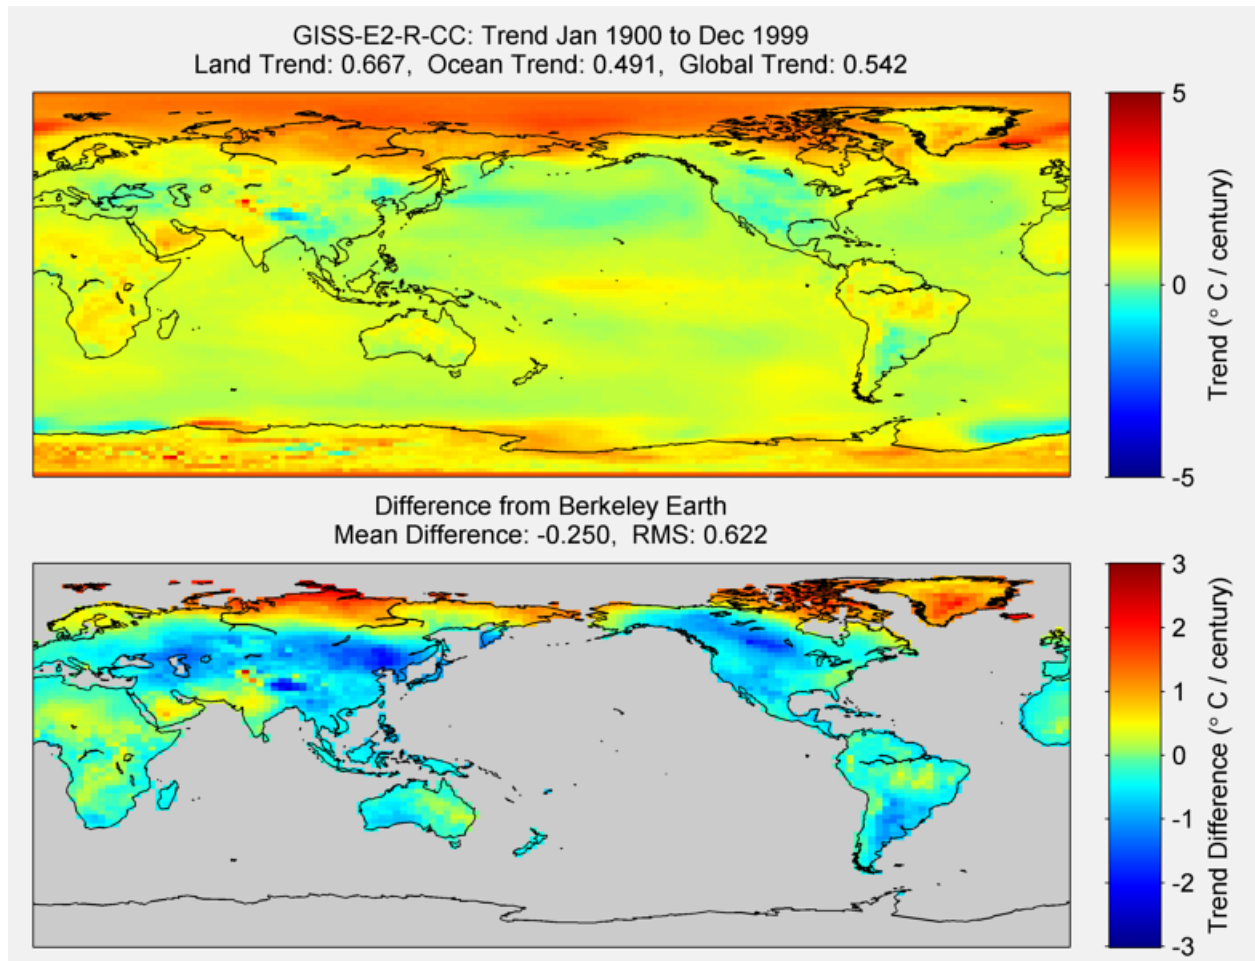 GISS-E2-R-CC: Trend Jan 1900 to Dec 1999
Land Trend: 0.667, Ocean Trend: 0.491, Global Trend: 0.542
5
0
-5
Trend (° C / century)
Difference from Berkeley Earth
Mean Difference: -0.250, RMS: 0.622
3
2
1
0
-1
-2
-3
Trend Difference (° C / century)